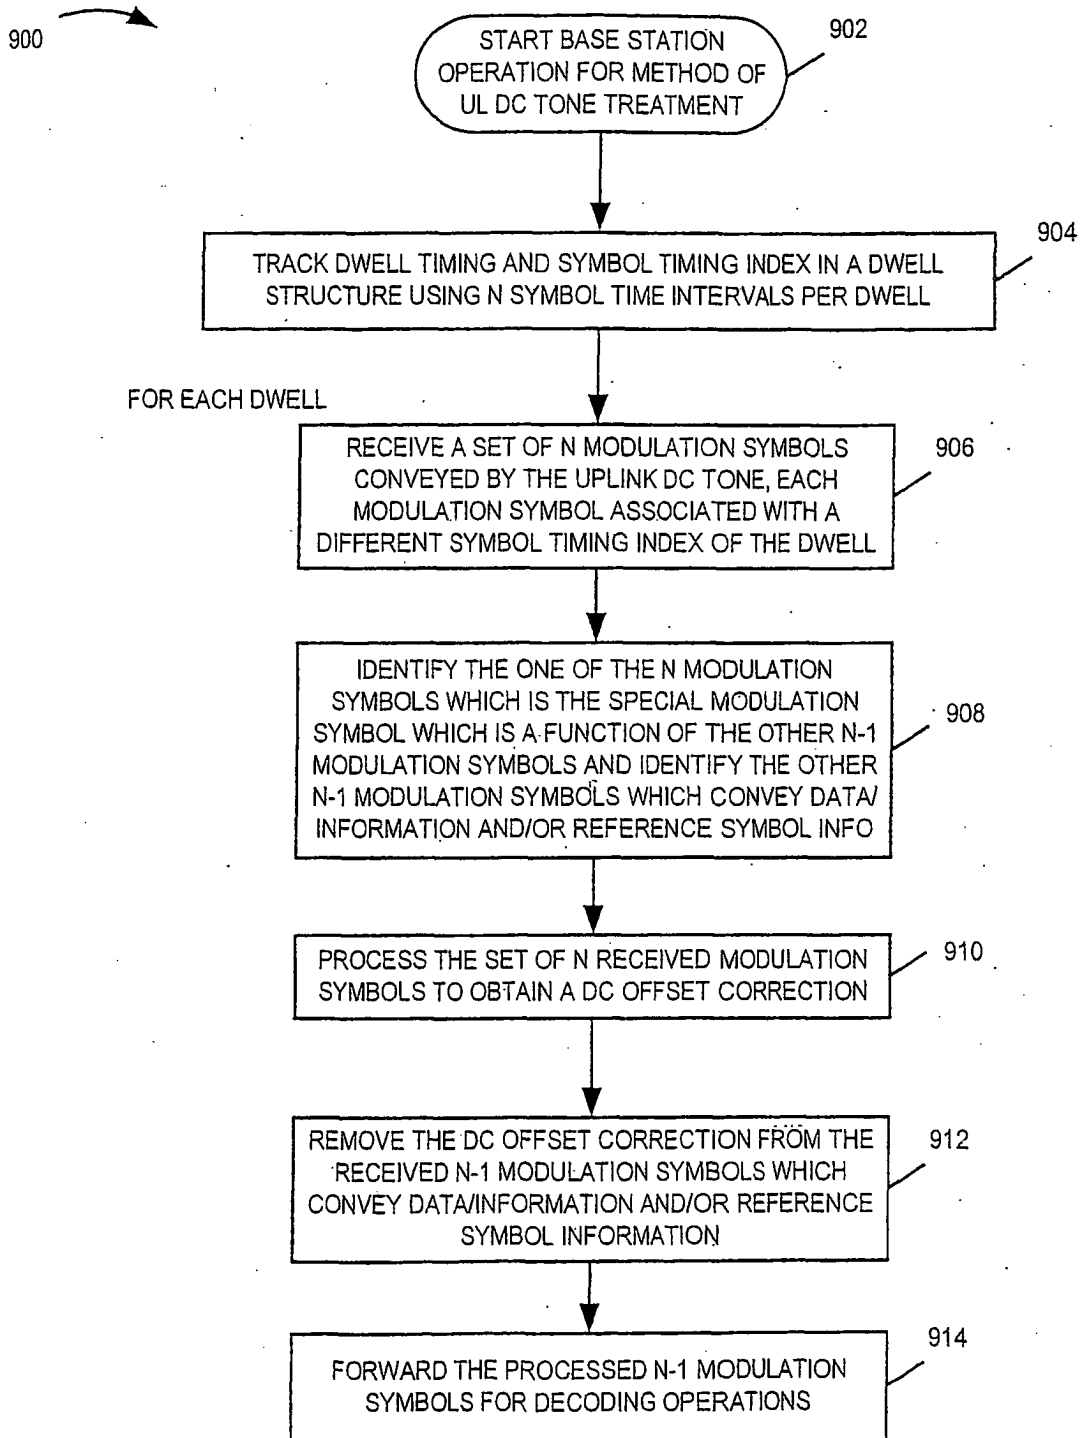 900
START BASE STATION
OPERATION FOR METHOD OF
UL DC TONE TREATMENT
902
TRACK DWELL TIMING AND SYMBOL TIMING INDEX IN A DWELL
STRUCTURE USING N SYMBOL TIME INTERVALS PER DWELL
904
FOR EACH DWELL
RECEIVE A SET OF N MODULATION SYMBOLS
CONVEYED BY THE UPLINK DC TONE, EACH
MODULATION SYMBOL ASSOCIATED WITH A
DIFFERENT SYMBOL TIMING INDEX OF THE DWELL
906
IDENTIFY THE ONE OF THE N MODULATION
SYMBOLS WHICH IS THE SPECIAL MODULATION
SYMBOL WHICH IS A FUNCTION OF THE OTHER N-1
MODULATION SYMBOLS AND IDENTIFY THE OTHER
N-1 MODULATION SYMBOLS WHICH CONVEY DATA/
INFORMATION AND/OR REFERENCE SYMBOL INFO
908
PROCESS THE SET OF N RECEIVED MODULATION
SYMBOLS TO OBTAIN A DC OFFSET CORRECTION
910
REMOVE THE DC OFFSET CORRECTION FROM THE
RECEIVED N-1 MODULATION SYMBOLS WHICH
CONVEY DATA/INFORMATION AND/OR REFERENCE
SYMBOL INFORMATION
912
FORWARD THE PROCESSED N-1 MODULATION
SYMBOLS FOR DECODING OPERATIONS
914